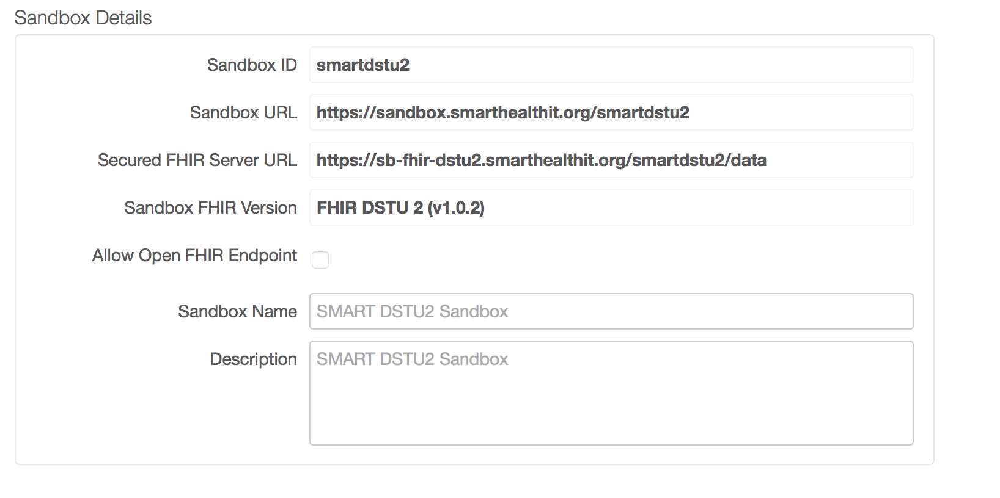 Sandbox Details
Sandbox ID smartdstu2
Sandbox URL https://sandbox.smarthealthit.org/smartdstu2
Secured FHIR Server URL https://sb-fhir-dstu2.smarthealthit.org/smartdstu2/data
Sandbox FHIR Version FHIR DSTU 2 (v1.0.2)
Allow Open FHIR Endpoint
Sandbox Name SMART DSTU2 Sandbox
Description SMART DSTU2 Sandbox